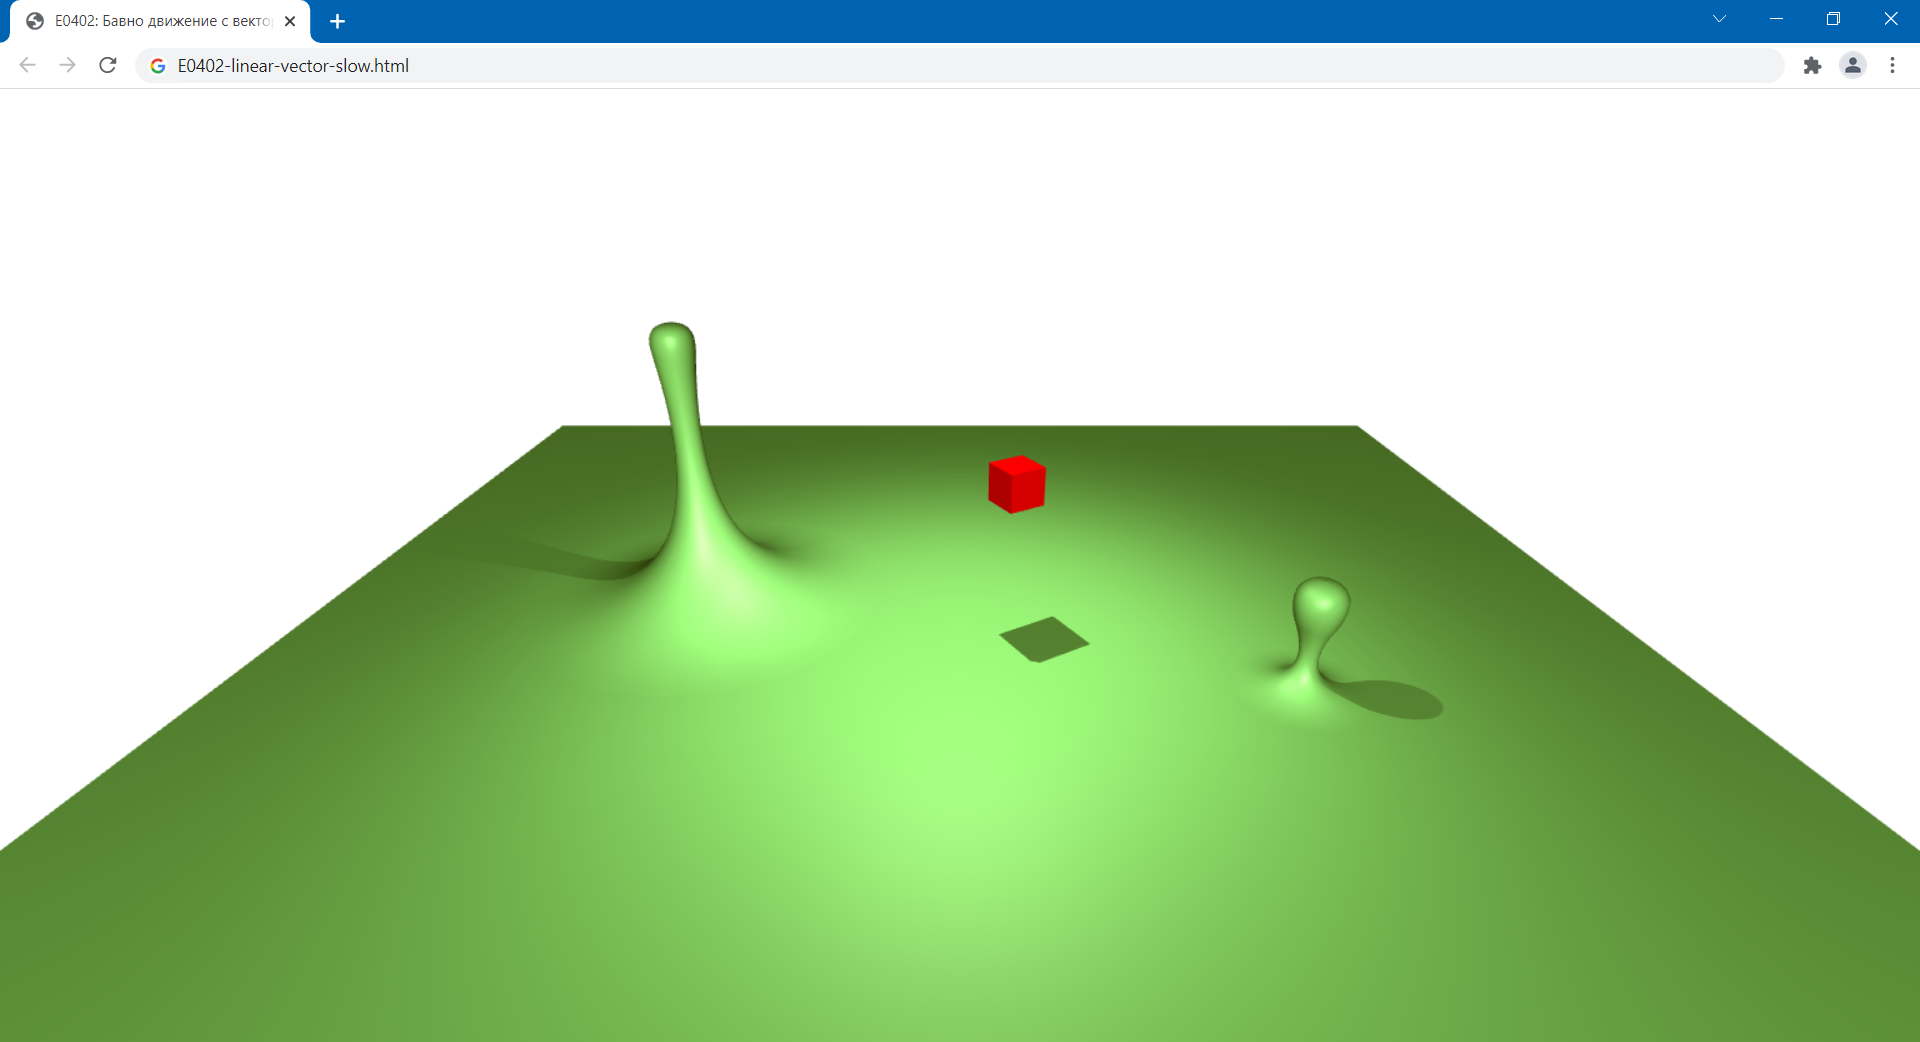 E0402: Бавно движение с векто
E0402-linear-vector-slow.html